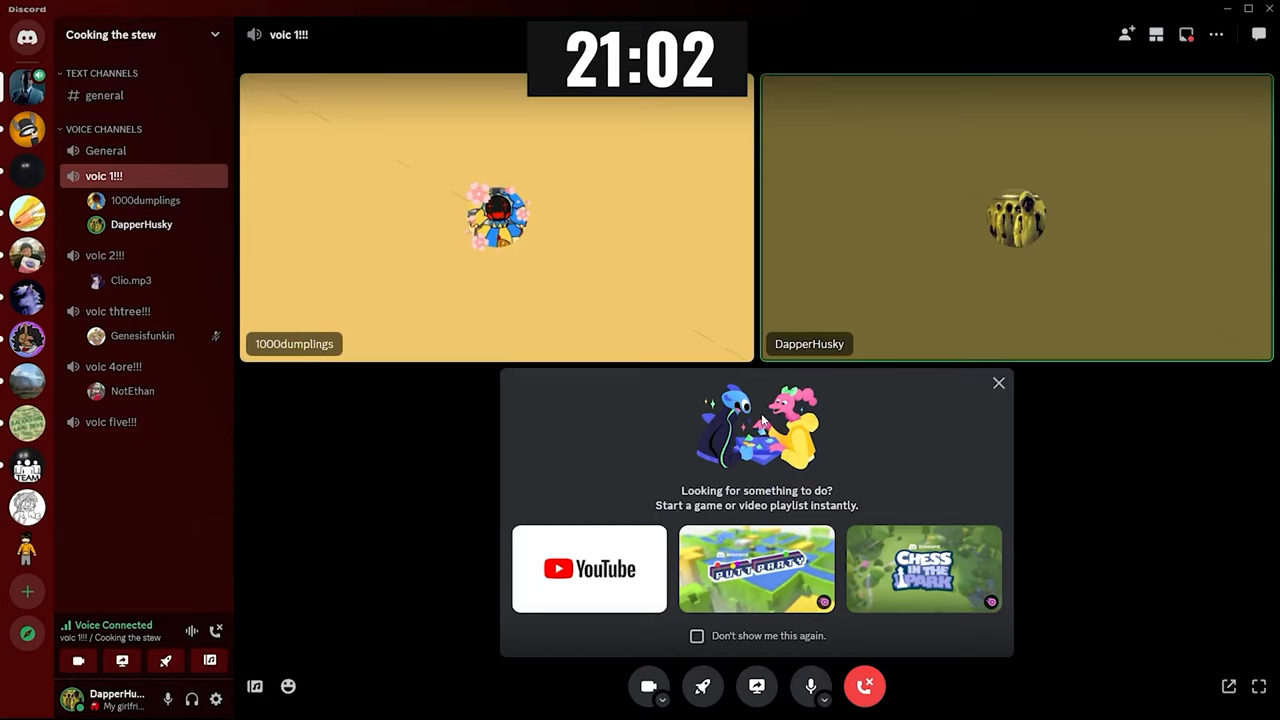 Discord
Cooking the stew
TEXT CHANNELS
general
VOICE CHANNELS
General
voic 1!!!
1000dumplings
DapperHusky
voic 2!!!
Clio.mp3
voic thtree!!!
Genesisfunkin
voic 4ore!!!
NotEthan
voic five!!!
TEAM
Voice Connected
voic 1!!! / Cooking the stew
DapperHu...
My girlfri...
voic 1!!!
21:02
1000dumplings
DapperHusky
Looking for something to do?
Start a game or video playlist instantly.
YouTube
Discord
PUTT PARTY
Discord
CHESS
IN THE
PARK
Don't show me this again.